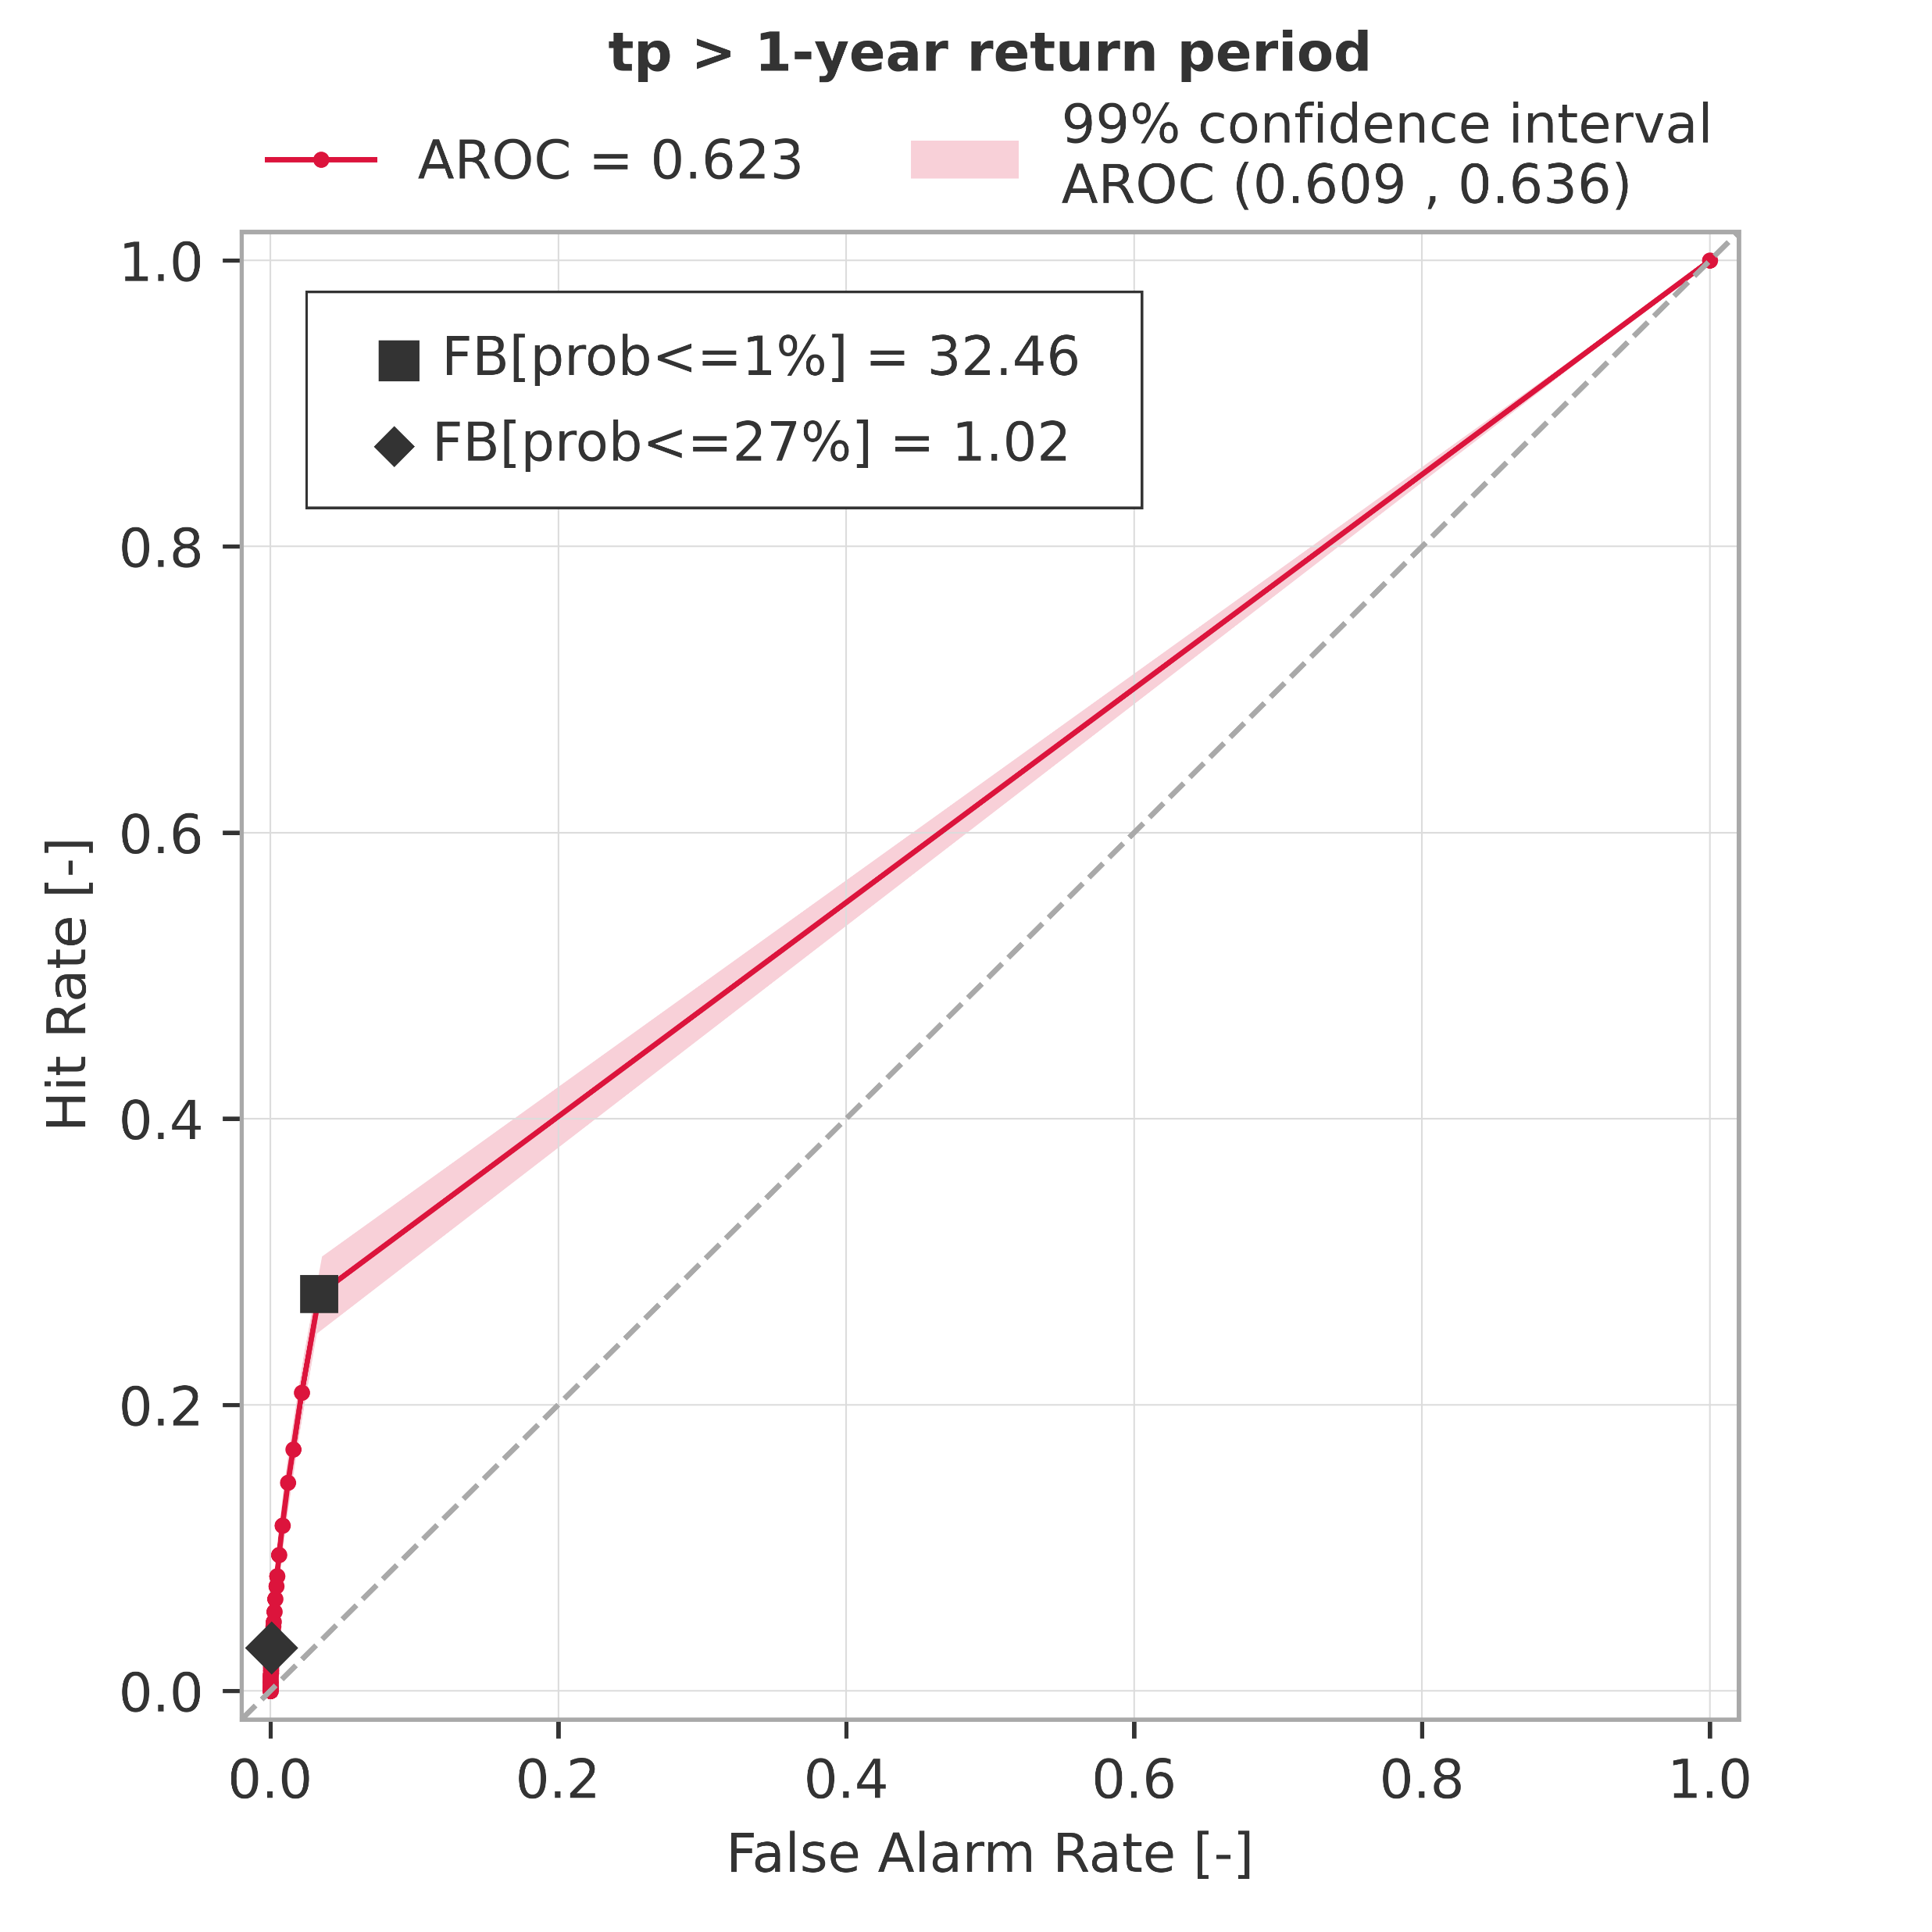 tp > 1-year return period
AROC = 0.623
99% confidence interval
AROC (0.609 , 0.636)
1.0
FB[prob<=1%] = 32.46
FB[prob<=27%] = 1.02
0.8
0.6
0.4
0.2
0.0
Hit Rate [-]
0.0 0.2 0.4 0.6 0.8 1.0
False Alarm Rate [-]